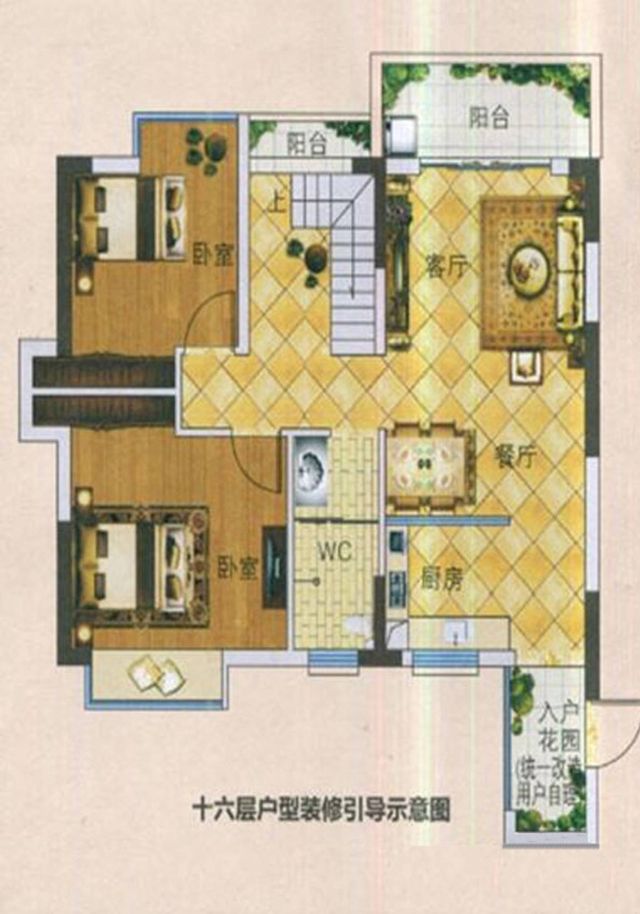 阳台
阳台
上
卧室
客厅
餐厅
WC
卧室
厨房
入户
花园
(统一改造
用户自理
十六层户型装修引导示意图